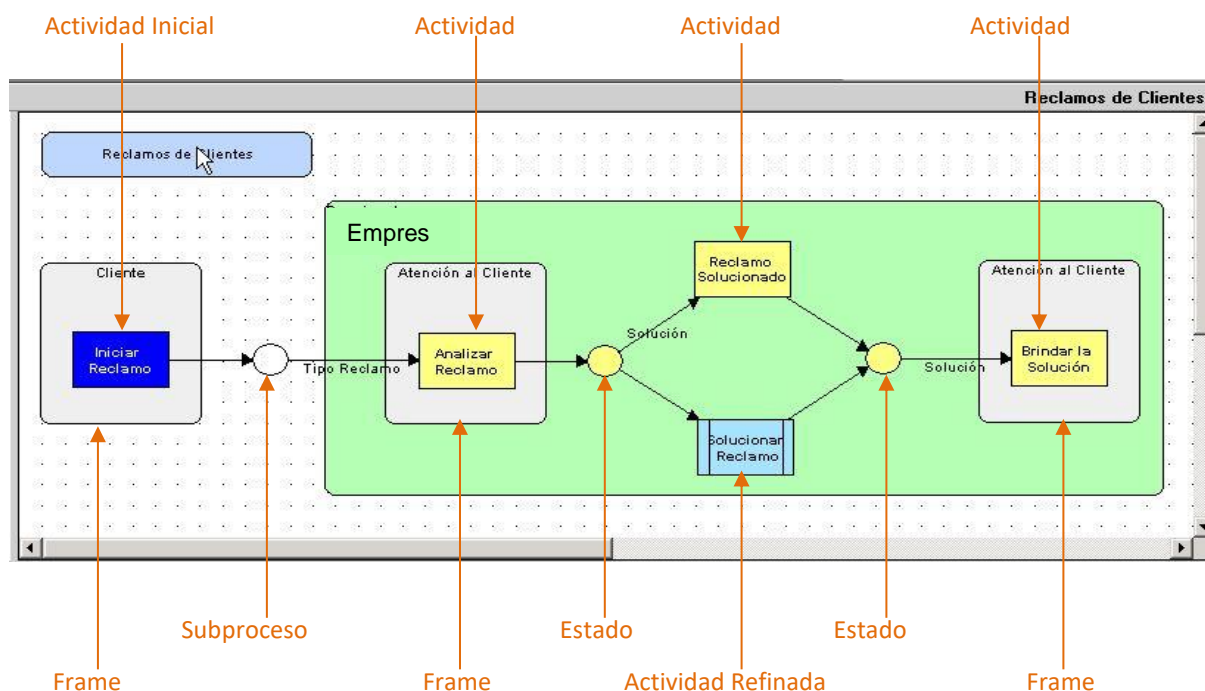 Actividad Inicial
Actividad
Actividad
Actividad
Reclamos de Clientes
Reclamos de Clientes
Empres
Cliente
Iniciar
Reclamo
Tipo Reclamo
Atención al Cliente
Analizar
Reclamo
Solución
Reclamo
Solucionado
Solucionar
Reclamo
Solución
Atención al Cliente
Brindar la
Solución
Subproceso
Estado
Estado
Frame
Frame
Actividad Refinada
Frame